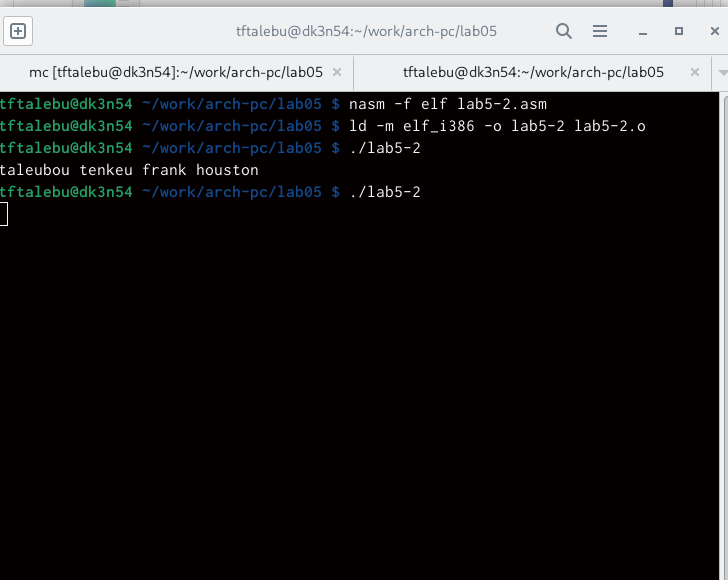 tftalebu@dk3n54:~/work/arch-pc/lab05
mc [tftalebu@dk3n54]:~/work/arch-pc/lab05 × tftalebu@dk3n54:~/work/arch-pc/lab05 ×
tftalebu@dk3n54 ~/work/arch-pc/lab05 $ nasm -f elf lab5-2.asm
tftalebu@dk3n54 ~/work/arch-pc/lab05 $ ld -m elf_i386 -o lab5-2 lab5-2.o
tftalebu@dk3n54 ~/work/arch-pc/lab05 $ ./lab5-2
taleubou tenkeu frank houston
tftalebu@dk3n54 ~/work/arch-pc/lab05 $ ./lab5-2